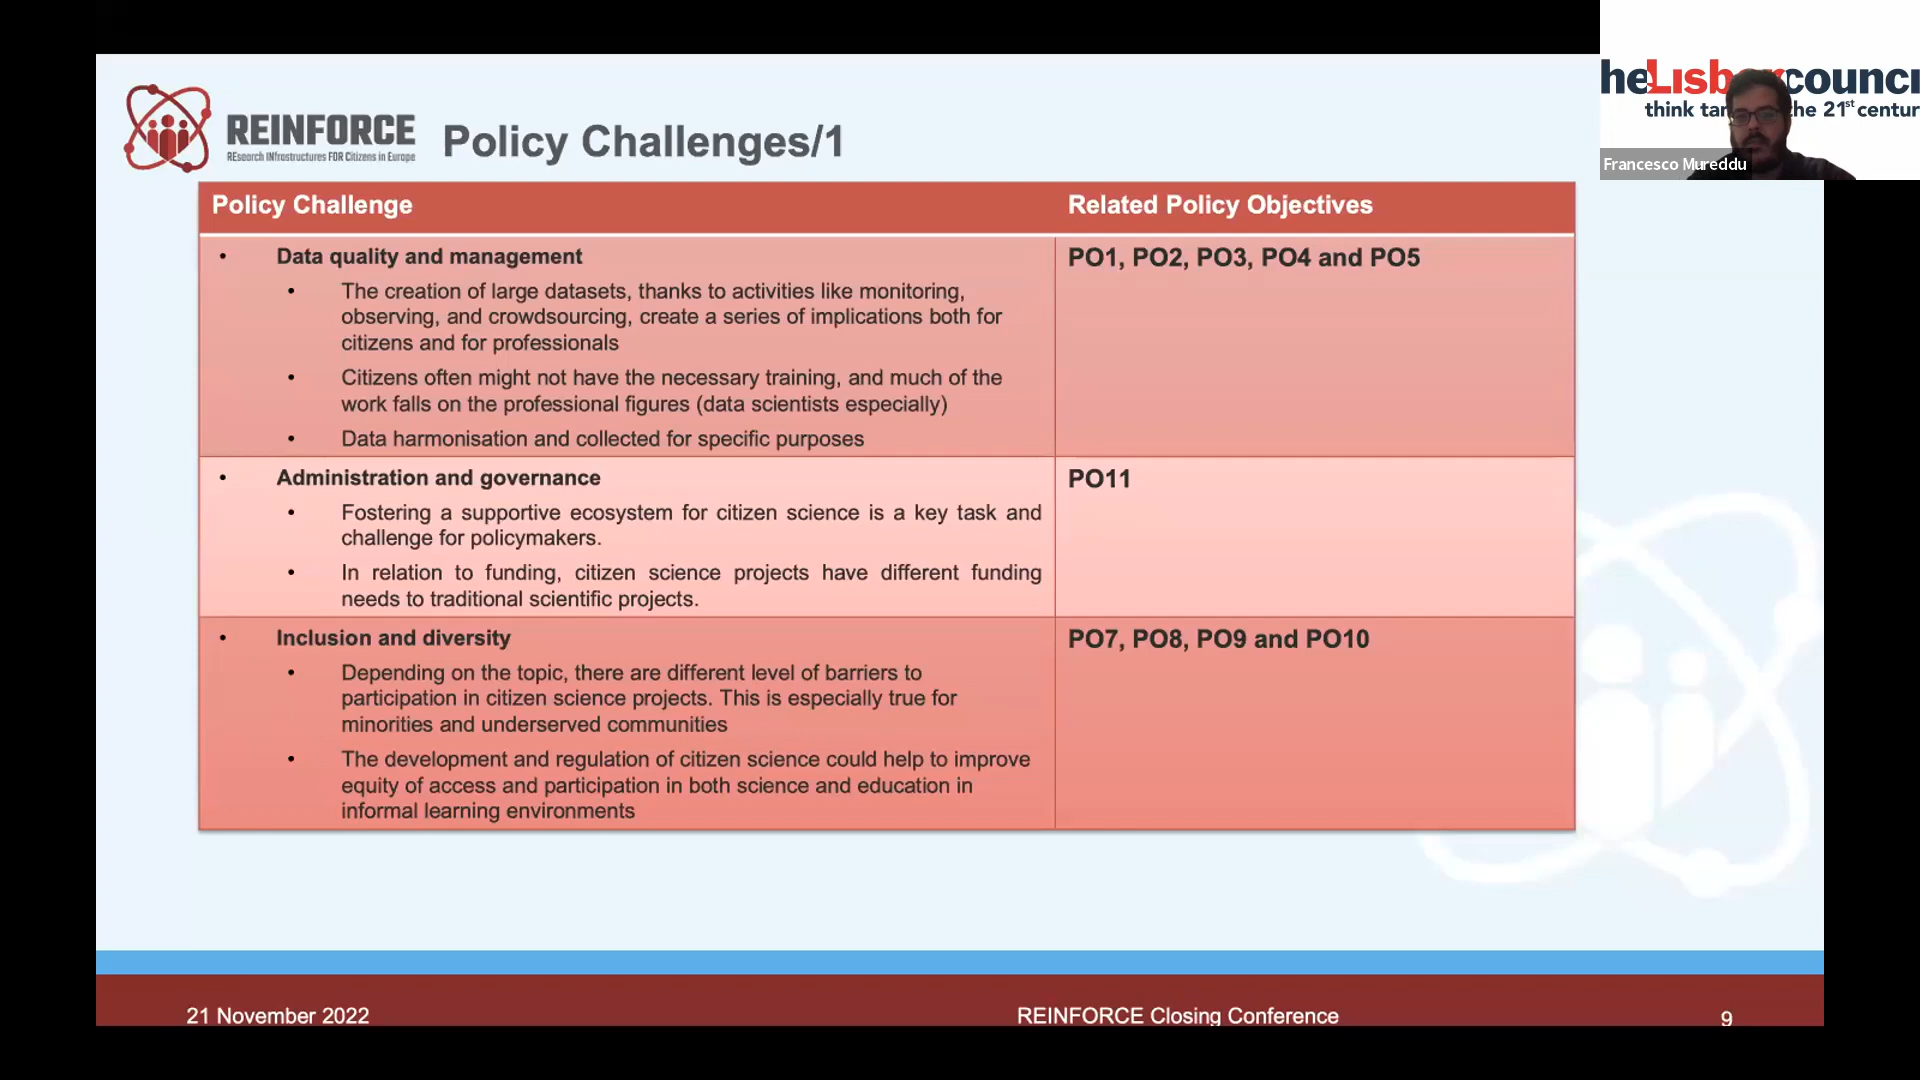 heLisb counci
think tan the 21st centur
Francesco Mureddu
REINFORCE
REsearch INfrastructures FOR Citizens in Europe
Policy Challenges/1
Policy Challenge
Related Policy Objectives
• Data quality and management
PO1, PO2, PO3, PO4 and PO5
• The creation of large datasets, thanks to activities like monitoring,
observing, and crowdsourcing, create a series of implications both for
citizens and for professionals
• Citizens often might not have the necessary training, and much of the
work falls on the professional figures (data scientists especially)
• Data harmonisation and collected for specific purposes
• Administration and governance
PO11
• Fostering a supportive ecosystem for citizen science is a key task and
challenge for policymakers.
• In relation to funding, citizen science projects have different funding
needs to traditional scientific projects.
• Inclusion and diversity
PO7, PO8, PO9 and PO10
• Depending on the topic, there are different level of barriers to
participation in citizen science projects. This is especially true for
minorities and underserved communities
• The development and regulation of citizen science could help to improve
equity of access and participation in both science and education in
informal learning environments
21 November 2022
REINFORCE Closing Conference
9